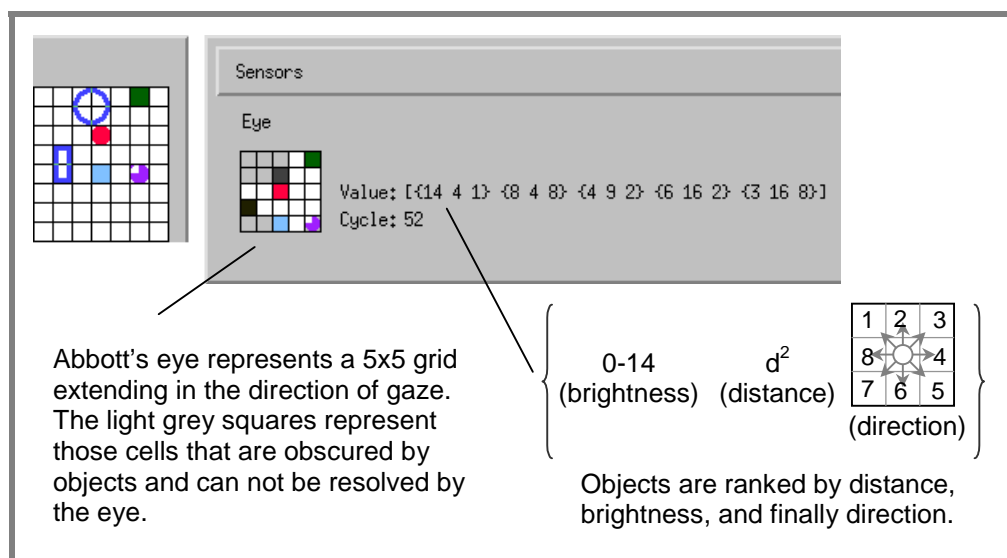 Sensors
Eye
Value: [{14 4 1} {8 4 8} {4 9 2} {6 16 2} {3 16 8}]
Cycle: 52
Abbott's eye represents a 5x5 grid
extending in the direction of gaze.
The light grey squares represent
those cells that are obscured by
objects and can not be resolved by
the eye.
0-14
(brightness)
d²
(distance)
1 2 3
8 4
7 6 5
(direction)
Objects are ranked by distance,
brightness, and finally direction.